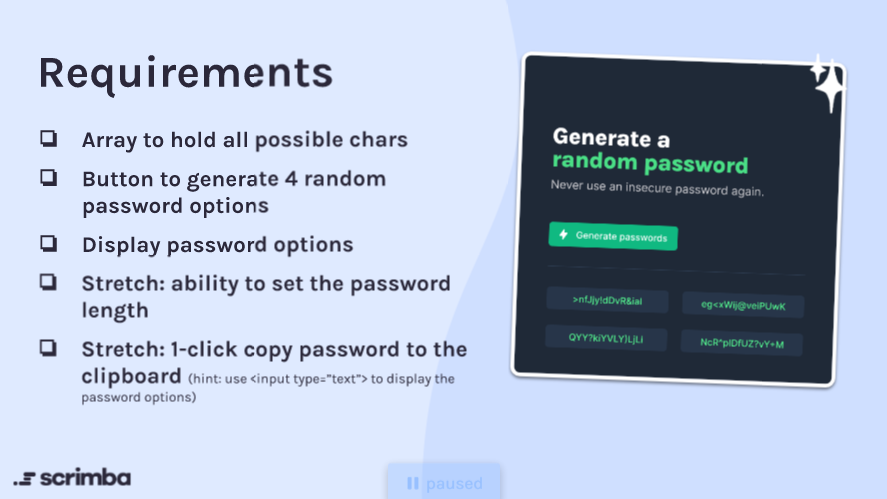 Requirements
Array to hold all possible chars
Button to generate 4 random
password options
Display password options
Stretch: ability to set the password
length
Stretch: 1-click copy password to the
clipboard (hint: use <input type="text"> to display the
password options)
Generate a
random password
Never use an insecure password again.
Generate passwords
>nfJjy!dDvR&iaI
eg<xWij@veiPUwK
QYY?kiYVLY)LjLi
NcR^pIDfUZ?vY+M
scrimba
paused